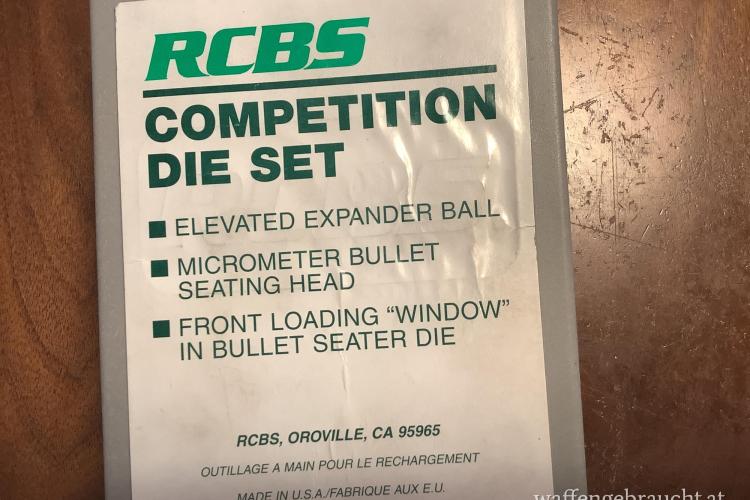 RCBS
COMPETITION
DIE SET
■ ELEVATED EXPANDER BALL
■ MICROMETER BULLET
SEATING HEAD
■ FRONT LOADING “WINDOW”
IN BULLET SEATER DIE
RCBS, OROVILLE, CA 95965
OUTILLAGE A MAIN POUR LE RECHARGEMENT
MADE IN U.S.A./FABRIQUE AUX E.U.
waffengebraucht.at